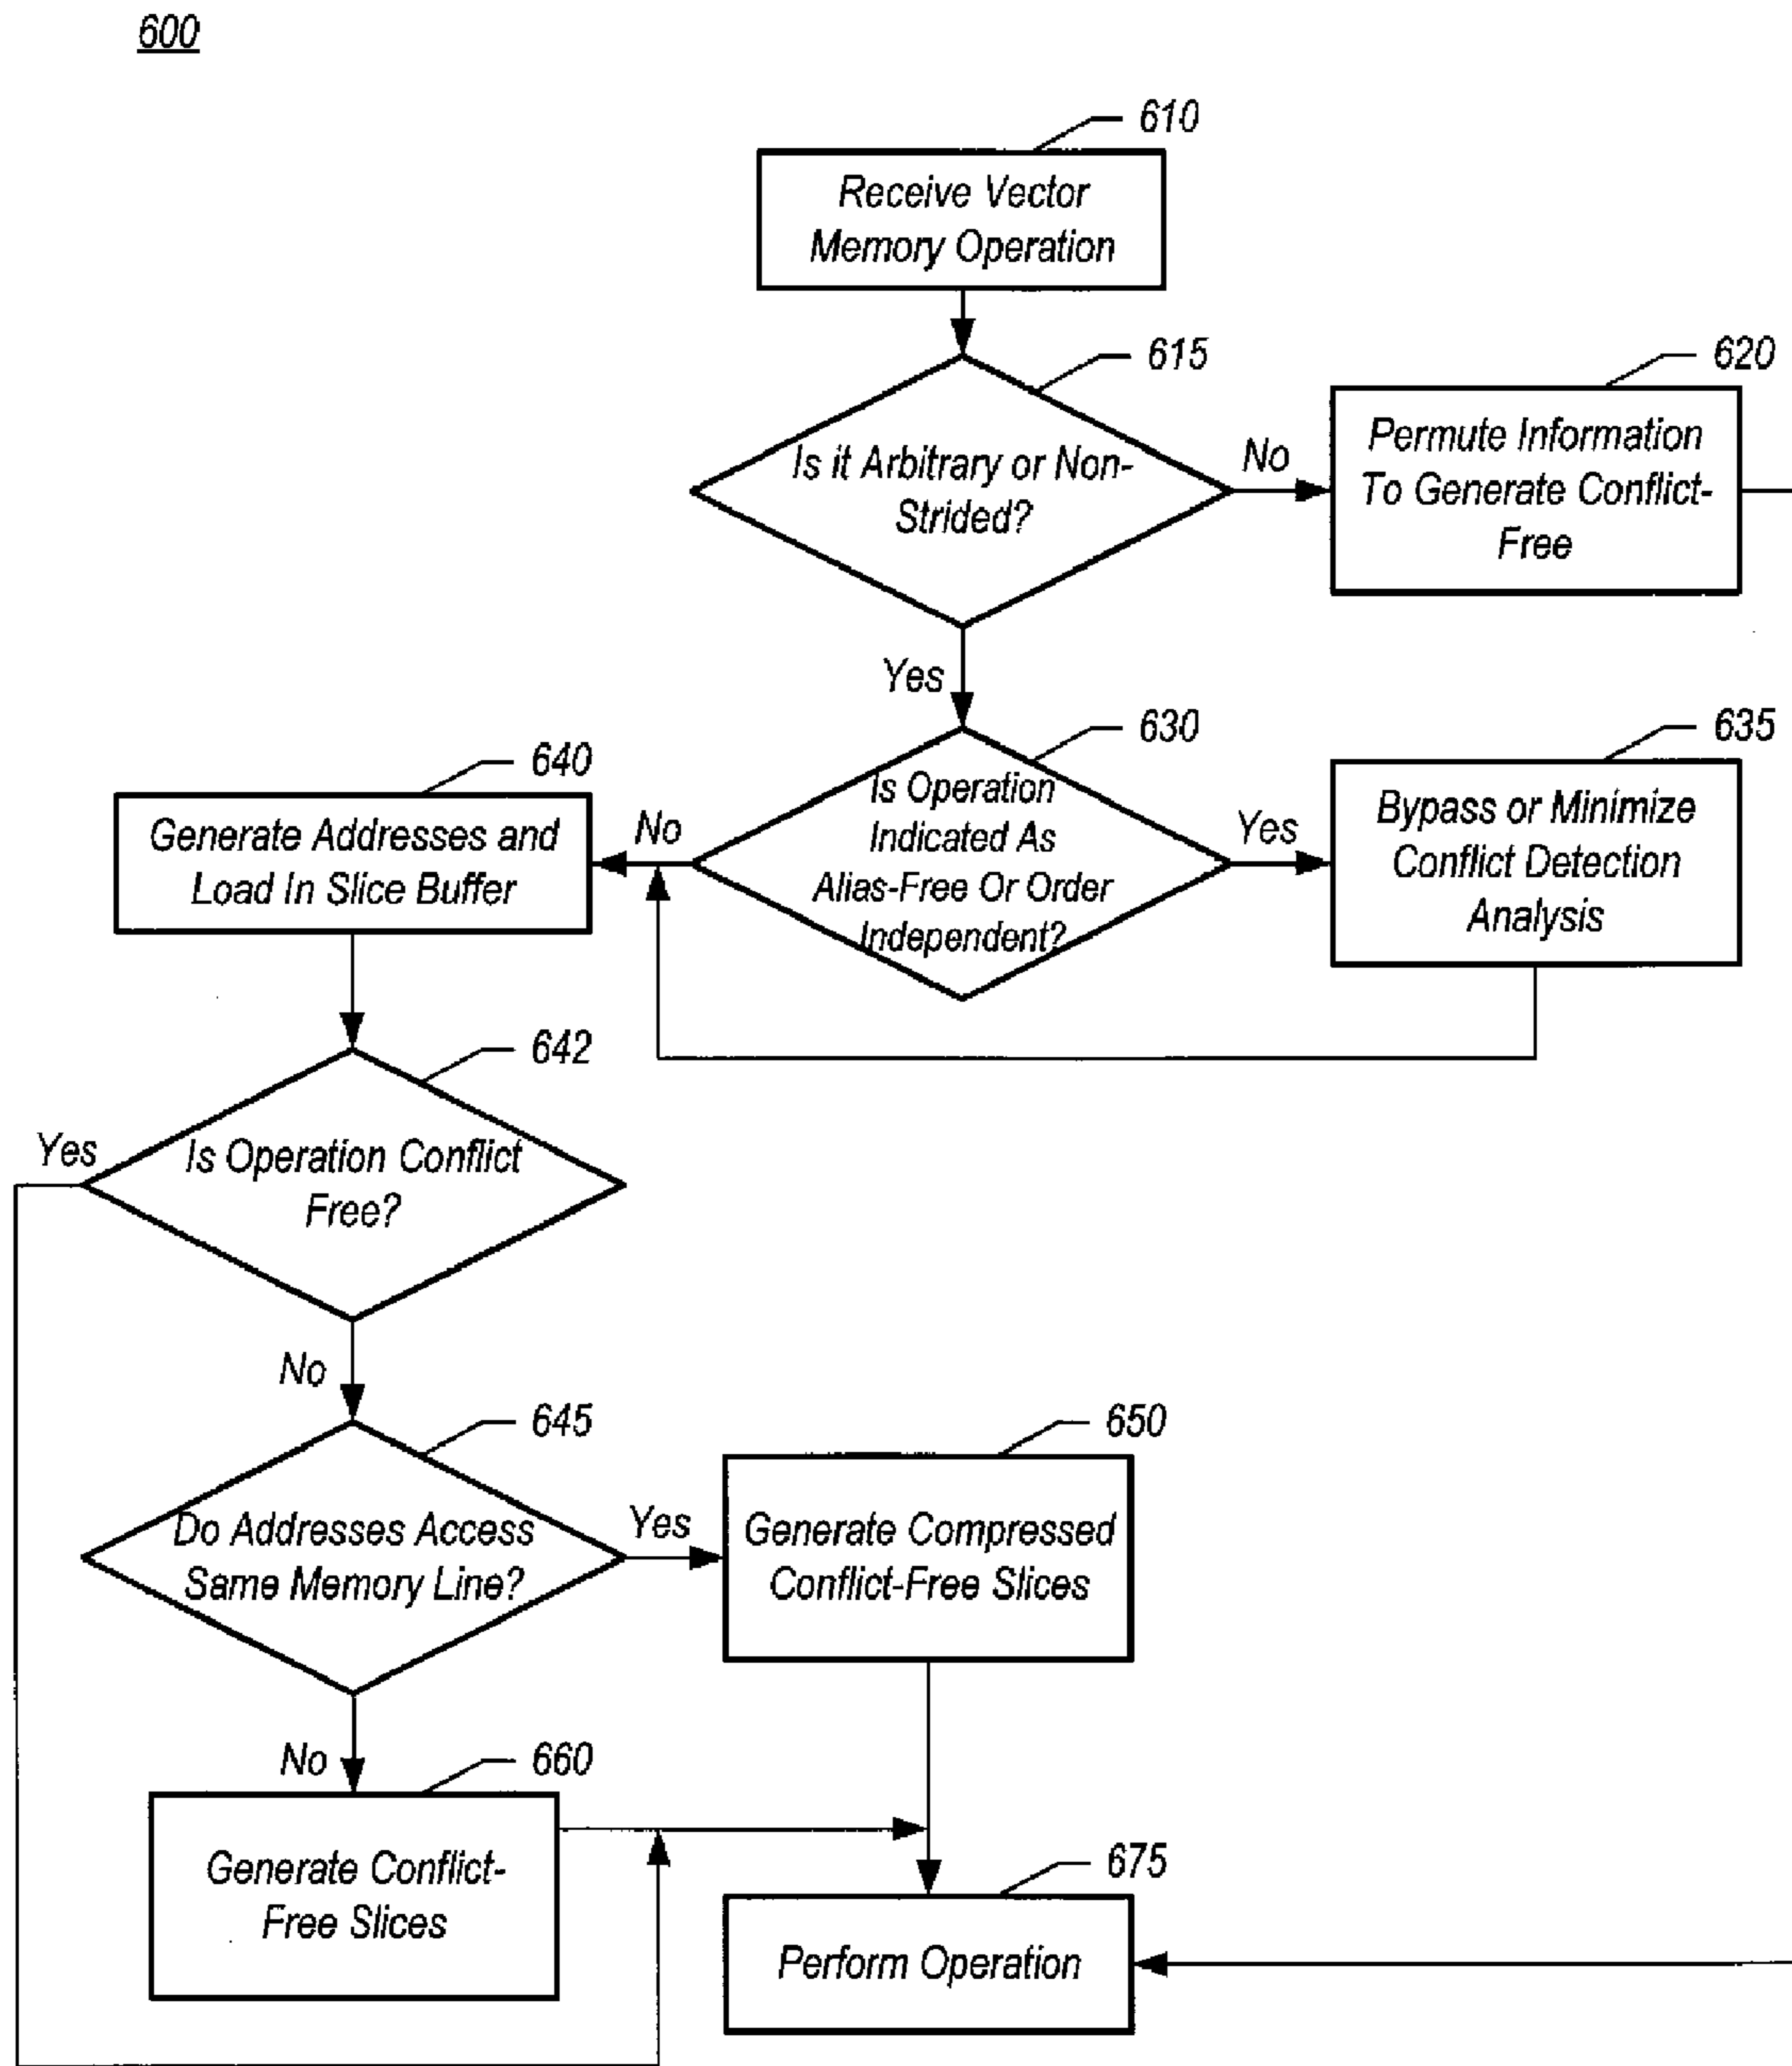 600
610
Receive Vector
Memory Operation
615
Is it Arbitrary or Non-
Strided?
No
620
Permute Information
To Generate Conflict-
Free
Yes
630
Is Operation
Indicated As
Alias-Free Or Order
Independent?
Yes
635
Bypass or Minimize
Conflict Detection
Analysis
No
640
Generate Addresses and
Load In Slice Buffer
642
Is Operation Conflict
Free?
Yes
No
645
Do Addresses Access
Same Memory Line?
Yes
650
Generate Compressed
Conflict-Free Slices
No
660
Generate Conflict-
Free Slices
675
Perform Operation